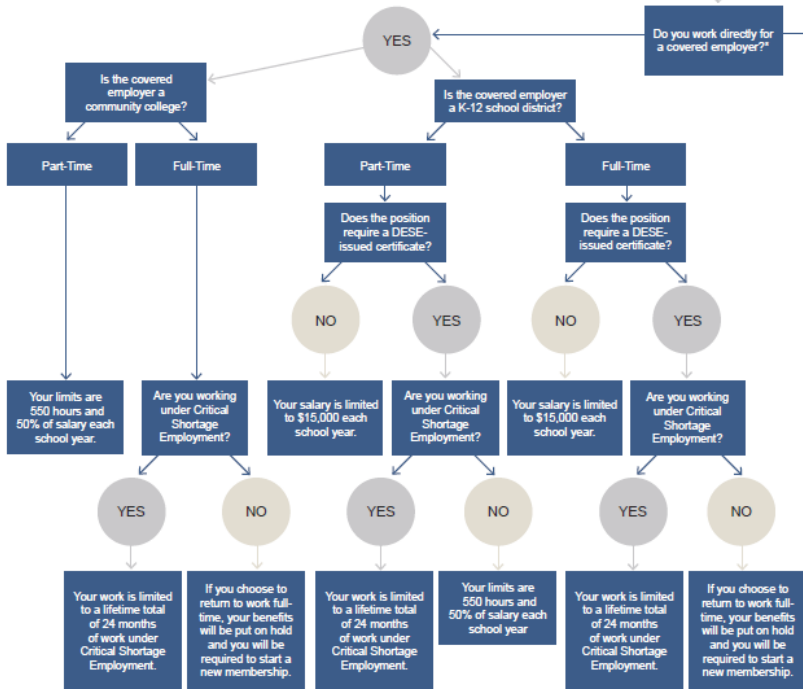 YES
Do you work directly for
a covered employer?*
Is the covered
employer a
community college?
Is the covered employer
a K-12 school district?
Part-Time
Full-Time
Part-Time
Full-Time
Does the position
require a DESE-
issued certificate?
Does the position
require a DESE-
issued certificate?
NO
YES
NO
YES
Your limits are
550 hours and
50% of salary each
school year.
Are you working
under Critical
Shortage
Employment?
Your salary is limited
to $15,000 each
school year.
Are you working
under Critical
Shortage
Employment?
Your salary is limited
to $15,000 each
school year.
Are you working
under Critical
Shortage
Employment?
YES
NO
YES
NO
YES
NO
Your work is limited
to a lifetime total
of 24 months
of work under
Critical Shortage
Employment.
If you choose to
return to work full-
time, your benefits
will be put on hold
and you will be
required to start a
new membership.
Your work is limited
to a lifetime total
of 24 months
of work under
Critical Shortage
Employment.
Your limits are
550 hours and
50% of salary each
school year
Your work is limited
to a lifetime total
of 24 months
of work under
Critical Shortage
Employment.
If you choose to
return to work full-
time, your benefits
will be put on hold
and you will be
required to start a
new membership.